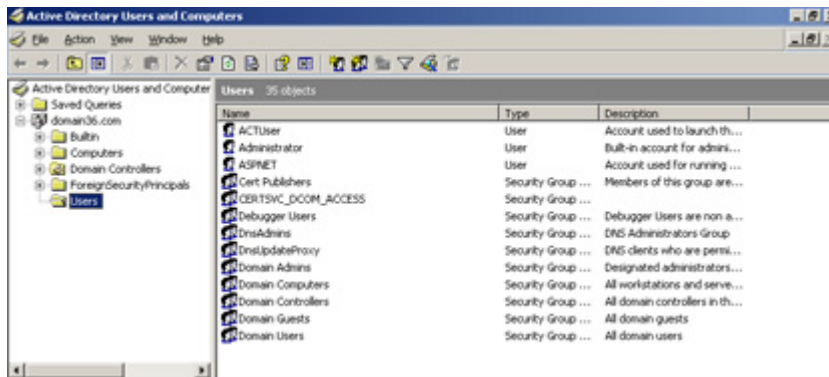 Active Directory Users and Computers
File Action View Window Help
Active Directory Users and Computer
Saved Queries
domain36.com
Builtin
Computers
Domain Controllers
ForeignSecurityPrincipals
Users
Users 35 objects
Name Type Description
ACTUser User Account used to launch th...
Administrator User Built-in account for admini...
ASPNET User Account used for running ...
Cert Publishers Security Group ... Members of this group are...
CERTSVC_DCOM_ACCESS Security Group ...
Debugger Users Security Group ... Debugger Users are non a...
DnsAdmins Security Group ... DNS Administrators Group
DnsUpdateProxy Security Group ... DNS clients who are permi...
Domain Admins Security Group ... Designated administrators...
Domain Computers Security Group ... All workstations and serve...
Domain Controllers Security Group ... All domain controllers in th...
Domain Guests Security Group ... All domain guests
Domain Users Security Group ... All domain users